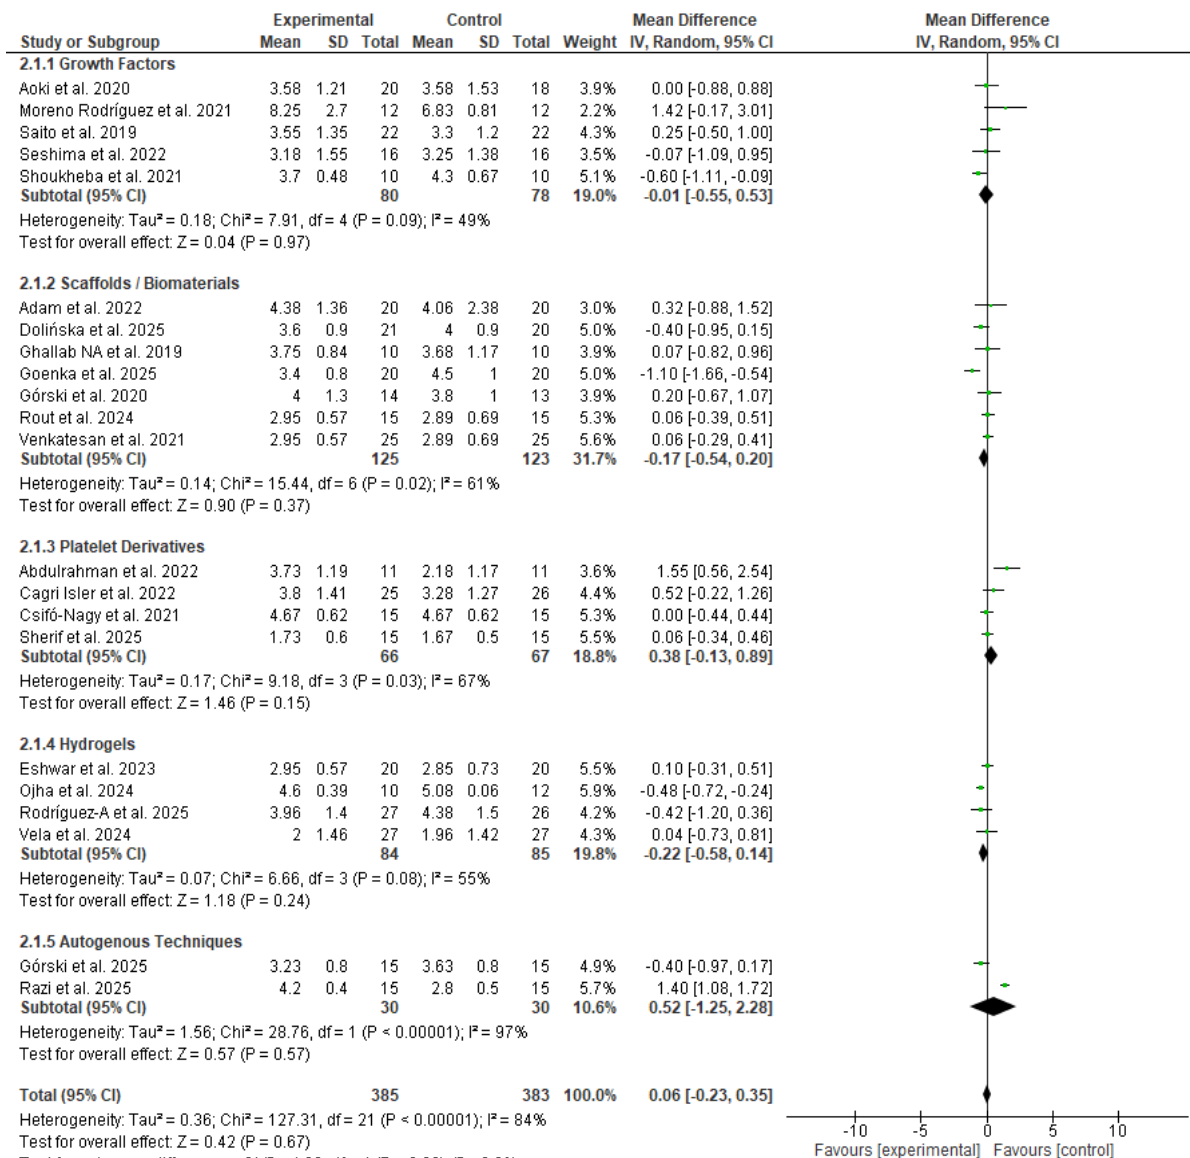 Experimental Control Mean Difference Mean Difference
Study or Subgroup Mean SD Total Mean SD Total Weight IV, Random, 95% CI IV, Random, 95% CI
2.1.1 Growth Factors
Aoki et al. 2020 3.58 1.21 20 3.58 1.53 18 3.9% 0.00 [-0.88, 0.88]
Moreno Rodríguez et al. 2021 8.25 2.7 12 6.83 0.81 12 2.2% 1.42 [-0.17, 3.01]
Saito et al. 2019 3.55 1.35 22 3.3 1.2 22 4.3% 0.25 [-0.50, 1.00]
Seshima et al. 2022 3.18 1.55 16 3.25 1.38 16 3.5% -0.07 [-1.09, 0.95]
Shoukheba et al. 2021 3.7 0.48 10 4.3 0.67 10 5.1% -0.60 [-1.11, -0.09]
Subtotal (95% CI) 80 78 19.0% -0.01 [-0.55, 0.53]
Heterogeneity: Tau² = 0.18; Chi² = 7.91, df = 4 (P = 0.09); I² = 49%
Test for overall effect: Z = 0.04 (P = 0.97)
2.1.2 Scaffolds / Biomaterials
Adam et al. 2022 4.38 1.36 20 4.06 2.38 20 3.0% 0.32 [-0.88, 1.52]
Dolińska et al. 2025 3.6 0.9 21 4 0.9 20 5.0% -0.40 [-0.95, 0.15]
Ghallab NA et al. 2019 3.75 0.84 10 3.68 1.17 10 3.9% 0.07 [-0.82, 0.96]
Goenka et al. 2025 3.4 0.8 20 4.5 1 20 5.0% -1.10 [-1.66, -0.54]
Górski et al. 2020 4 1.3 14 3.8 1 13 3.9% 0.20 [-0.67, 1.07]
Rout et al. 2024 2.95 0.57 15 2.89 0.69 15 5.3% 0.06 [-0.39, 0.51]
Venkatesan et al. 2021 2.95 0.57 25 2.89 0.69 25 5.6% 0.06 [-0.29, 0.41]
Subtotal (95% CI) 125 123 31.7% -0.17 [-0.54, 0.20]
Heterogeneity: Tau² = 0.14; Chi² = 15.44, df = 6 (P = 0.02); I² = 61%
Test for overall effect: Z = 0.90 (P = 0.37)
2.1.3 Platelet Derivatives
Abdulrahman et al. 2022 3.73 1.19 11 2.18 1.17 11 3.6% 1.55 [0.56, 2.54]
Cagri Isler et al. 2022 3.8 1.41 25 3.28 1.27 26 4.4% 0.52 [-0.22, 1.26]
Csifó-Nagy et al. 2021 4.67 0.62 15 4.67 0.62 15 5.3% 0.00 [-0.44, 0.44]
Sherif et al. 2025 1.73 0.6 15 1.67 0.5 15 5.5% 0.06 [-0.34, 0.46]
Subtotal (95% CI) 66 67 18.8% 0.38 [-0.13, 0.89]
Heterogeneity: Tau² = 0.17; Chi² = 9.18, df = 3 (P = 0.03); I² = 67%
Test for overall effect: Z = 1.46 (P = 0.15)
2.1.4 Hydrogels
Eshwar et al. 2023 2.95 0.57 20 2.85 0.73 20 5.5% 0.10 [-0.31, 0.51]
Ojha et al. 2024 4.6 0.39 10 5.08 0.06 12 5.9% -0.48 [-0.72, -0.24]
Rodríguez-A et al. 2025 3.96 1.4 27 4.38 1.5 26 4.2% -0.42 [-1.20, 0.36]
Vela et al. 2024 2 1.46 27 1.96 1.42 27 4.3% 0.04 [-0.73, 0.81]
Subtotal (95% CI) 84 85 19.8% -0.22 [-0.58, 0.14]
Heterogeneity: Tau² = 0.07; Chi² = 6.66, df = 3 (P = 0.08); I² = 55%
Test for overall effect: Z = 1.18 (P = 0.24)
2.1.5 Autogenous Techniques
Górski et al. 2025 3.23 0.8 15 3.63 0.8 15 4.9% -0.40 [-0.97, 0.17]
Razi et al. 2025 4.2 0.4 15 2.8 0.5 15 5.7% 1.40 [1.08, 1.72]
Subtotal (95% CI) 30 30 10.6% 0.52 [-1.25, 2.28]
Heterogeneity: Tau² = 1.56; Chi² = 28.76, df = 1 (P < 0.00001); I² = 97%
Test for overall effect: Z = 0.57 (P = 0.57)
Total (95% CI) 385 383 100.0% 0.06 [-0.23, 0.35]
Heterogeneity: Tau² = 0.36; Chi² = 127.31, df = 21 (P < 0.00001); I² = 84%
Test for overall effect: Z = 0.42 (P = 0.67)
-10 -5 0 5 10
Favours [experimental] Favours [control]